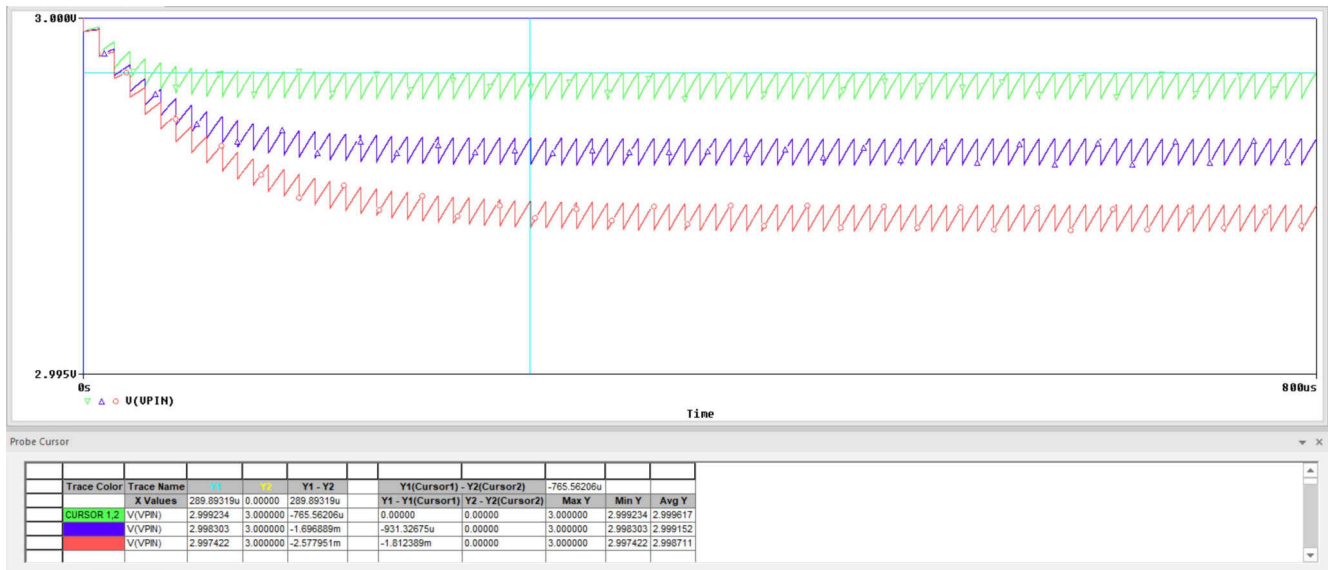 3.000V
2.995V
0s
800us
V(VPIN)
Time
Probe Cursor
Trace Color Trace Name Y1 Y2 Y1 - Y2 Y1(Cursor1) - Y2(Cursor2) -765.56206u
X Values 289.89319u 0.00000 289.89319u Y1 - Y1(Cursor1) Y2 - Y2(Cursor2) Max Y Min Y Avg Y
CURSOR 1,2 V(VPIN) 2.999234 3.000000 -765.56206u 0.00000 0.00000 3.000000 2.999234 2.999617
V(VPIN) 2.998303 3.000000 -1.696889m -931.32675u 0.00000 3.000000 2.998303 2.999152
V(VPIN) 2.997422 3.000000 -2.577951m -1.812389m 0.00000 3.000000 2.997422 2.998711